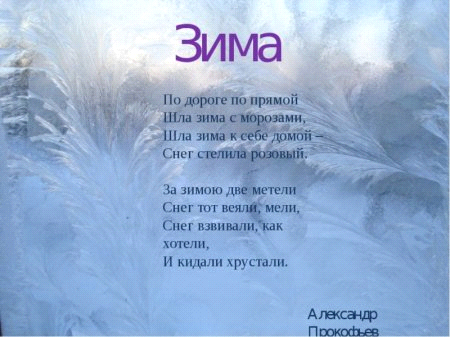 Зима
По дороге по прямой
Шла зима с морозами,
Шла зима к себе домой –
Снег стелила розовый.
За зимою две метели
Снег тот веяли, мели,
Снег взвивали, как
хотели,
И кидали хрустали.
Александр
Прокофьев